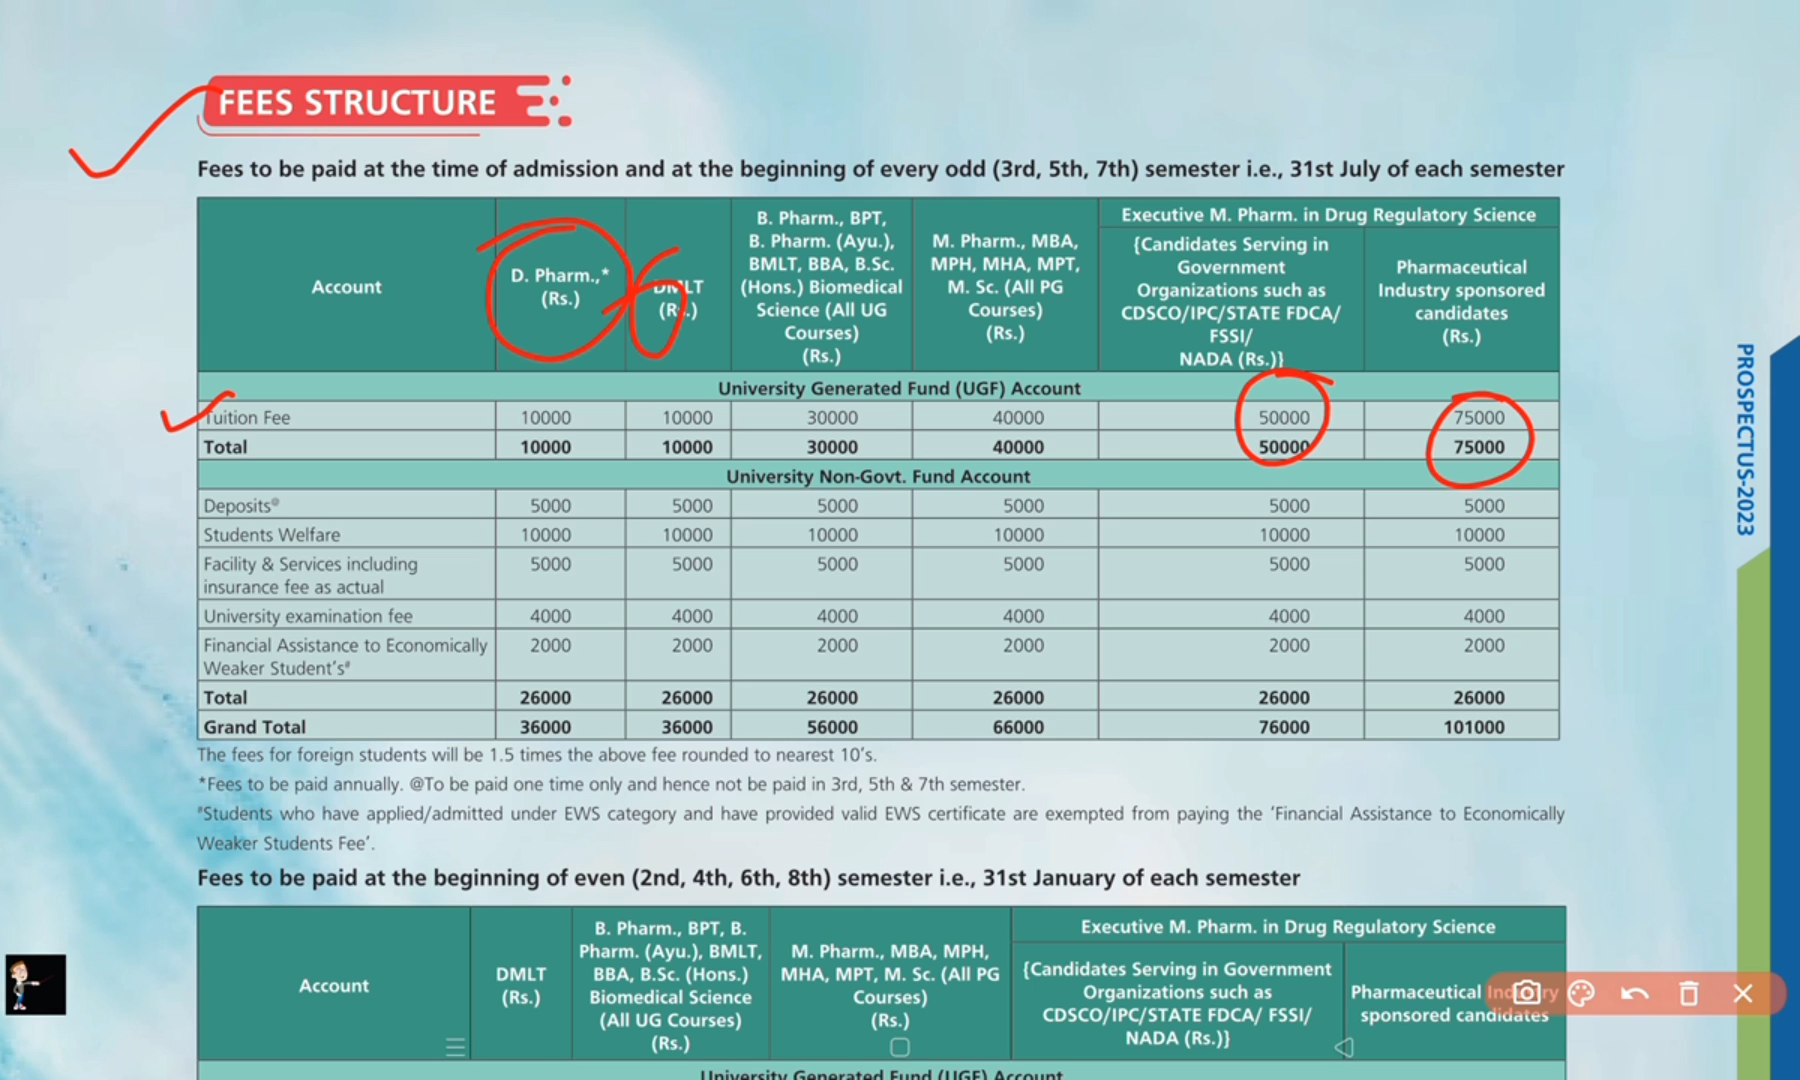 FEES STRUCTURE
Fees to be paid at the time of admission and at the beginning of every odd (3rd, 5th, 7th) semester i.e., 31st July of each semester
Account
D. Pharm.,*
(Rs.)
DMLT
(Rs.)
B. Pharm., BPT,
B. Pharm. (Ayu.),
BMLT, BBA, B.Sc.
(Hons.) Biomedical
Science (All UG
Courses)
(Rs.)
M. Pharm., MBA,
MPH, MHA, MPT,
M. Sc. (All PG
Courses)
(Rs.)
Executive M. Pharm. in Drug Regulatory Science
{Candidates Serving in
Government
Organizations such as
CDSCO/IPC/STATE FDCA/
FSSI/
NADA (Rs.)}
Pharmaceutical
Industry sponsored
candidates
(Rs.)
University Generated Fund (UGF) Account
Tuition Fee 10000 10000 30000 40000 50000 75000
Total 10000 10000 30000 40000 50000 75000
University Non-Govt. Fund Account
Deposits@ 5000 5000 5000 5000 5000 5000
Students Welfare 10000 10000 10000 10000 10000 10000
Facility & Services including
insurance fee as actual 5000 5000 5000 5000 5000 5000
University examination fee 4000 4000 4000 4000 4000 4000
Financial Assistance to Economically
Weaker Student's# 2000 2000 2000 2000 2000 2000
Total 26000 26000 26000 26000 26000 26000
Grand Total 36000 36000 56000 66000 76000 101000
The fees for foreign students will be 1.5 times the above fee rounded to nearest 10's.
*Fees to be paid annually. @To be paid one time only and hence not be paid in 3rd, 5th & 7th semester.
#Students who have applied/admitted under EWS category and have provided valid EWS certificate are exempted from paying the 'Financial Assistance to Economically
Weaker Students Fee'.
Fees to be paid at the beginning of even (2nd, 4th, 6th, 8th) semester i.e., 31st January of each semester
Account
DMLT
(Rs.)
B. Pharm., BPT, B.
Pharm. (Ayu.), BMLT,
BBA, B.Sc. (Hons.)
Biomedical Science
(All UG Courses)
(Rs.)
M. Pharm., MBA, MPH,
MHA, MPT, M. Sc. (All PG
Courses)
(Rs.)
Executive M. Pharm. in Drug Regulatory Science
{Candidates Serving in Government
Organizations such as
CDSCO/IPC/STATE FDCA/ FSSI/
NADA (Rs.)}
Pharmaceutical Industry
sponsored candidates
University Generated Fund (UGF) Account
PROSPECTUS-2023